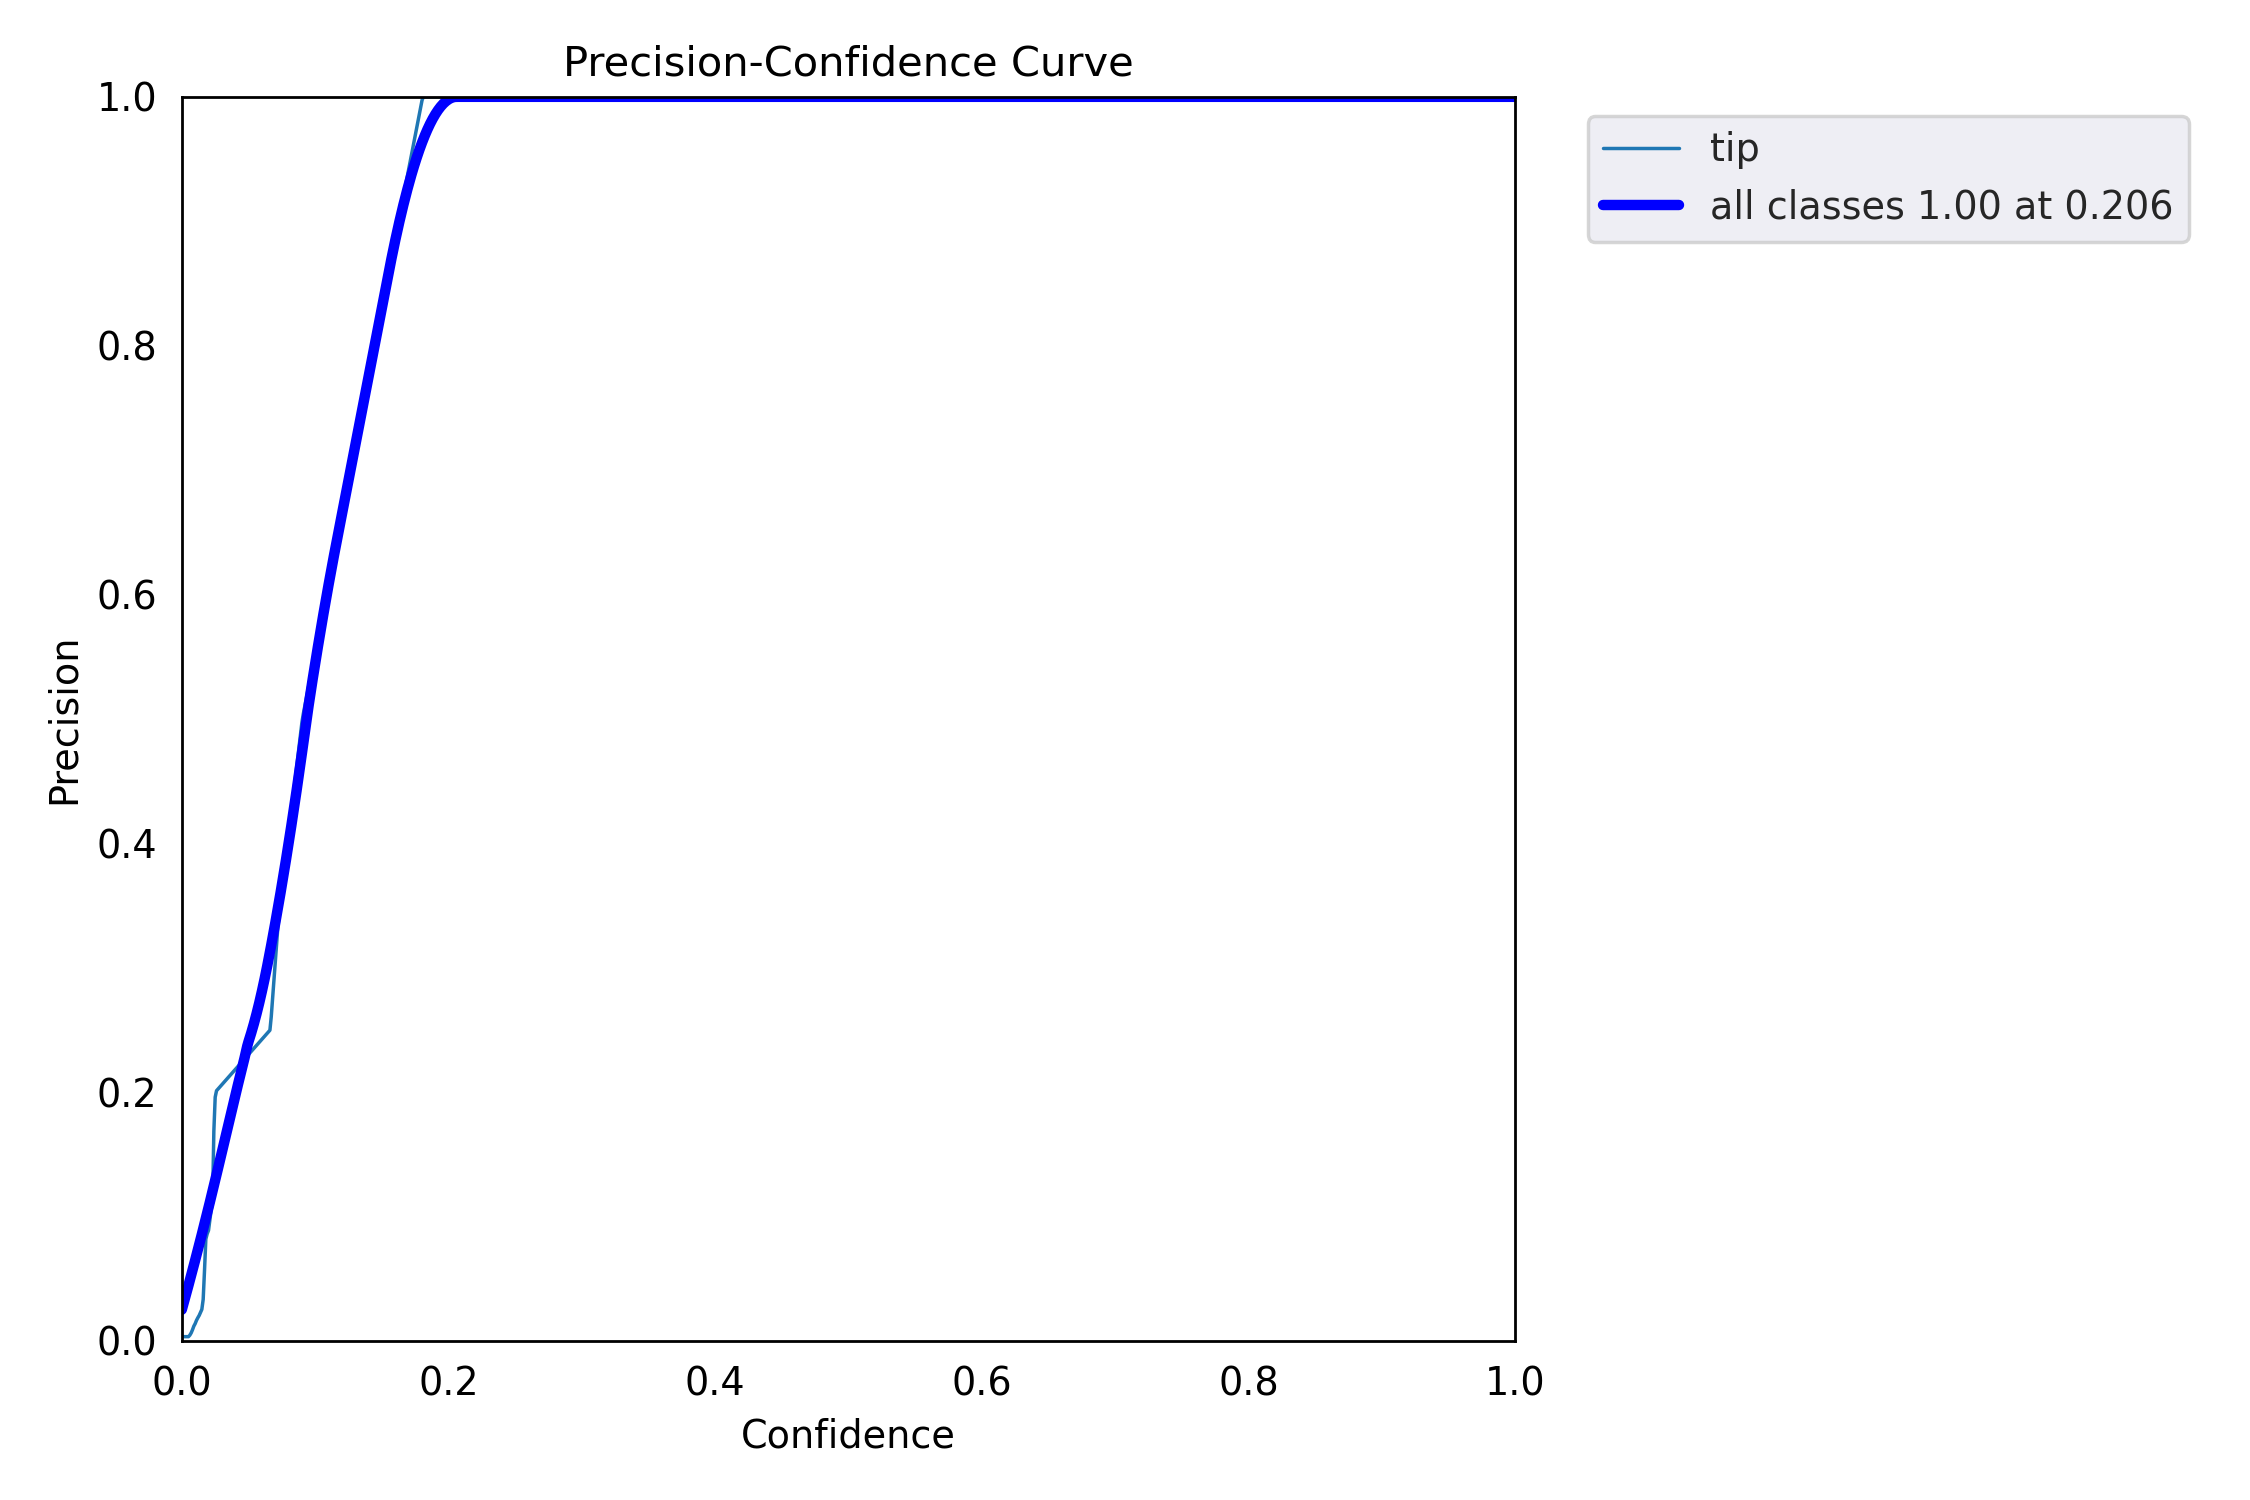 Precision-Confidence Curve
1.0
0.8
0.6
0.4
0.2
0.0
Precision
0.0 0.2 0.4 0.6 0.8 1.0
Confidence
tip
all classes 1.00 at 0.206